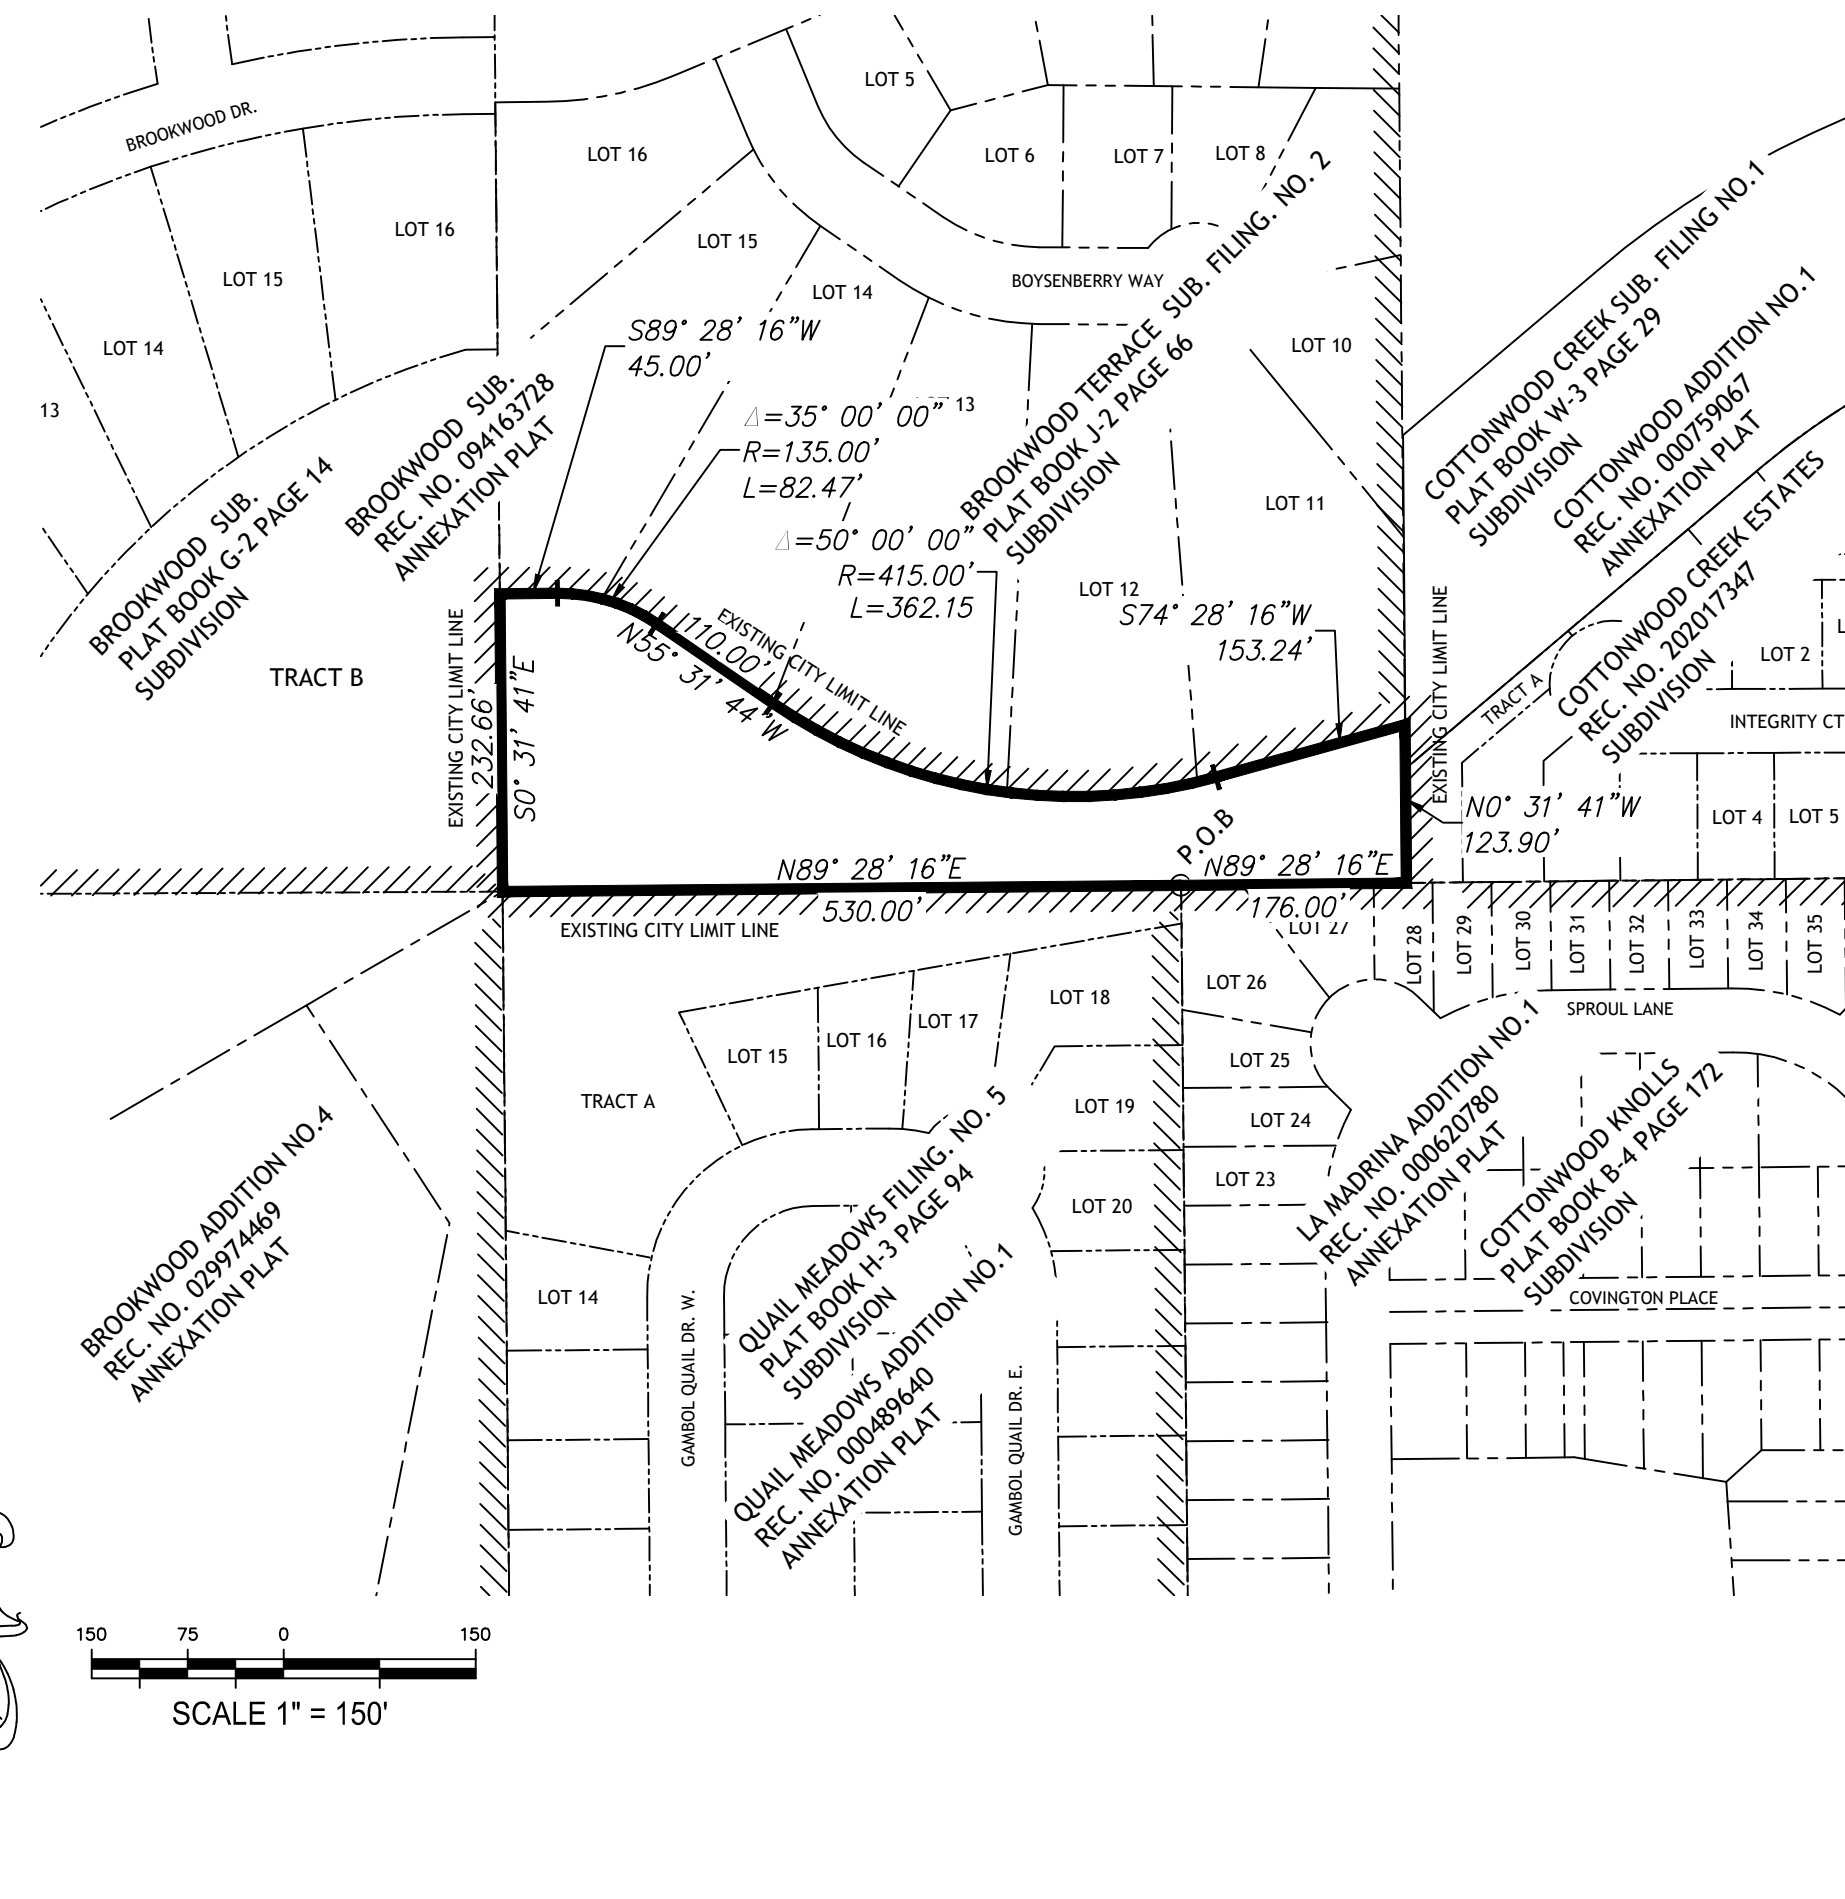 BROOKWOOD DR.
LOT 5
LOT 16
LOT 6
LOT 7
LOT 8
LOT 16
LOT 15
LOT 15
LOT 14
LOT 14
13
BOYSENBERRY WAY
LOT 10
13
LOT 11
LOT 12
BROOKWOOD TERRACE SUB. FILING. NO. 2
PLAT BOOK J-2 PAGE 66
SUBDIVISION
COTTONWOOD CREEK SUB. FILING NO.1
PLAT BOOK W-3 PAGE 29
SUBDIVISION
COTTONWOOD ADDITION NO.1
REC. NO. 000759067
ANNEXATION PLAT
COTTONWOOD CREEK ESTATES
REC. NO. 202017347
SUBDIVISION
BROOKWOOD SUB.
REC. NO. 094163728
ANNEXATION PLAT
BROOKWOOD SUB.
PLAT BOOK G-2 PAGE 14
SUBDIVISION
TRACT B
S89° 28' 16"W
45.00'
Δ=35° 00' 00"
R=135.00'
L=82.47'
Δ=50° 00' 00"
R=415.00'
L=362.15
S74° 28' 16"W
153.24'
EXISTING CITY LIMIT LINE
110.00'
N55° 31' 44"W
EXISTING CITY LIMIT LINE
232.66'
S0° 31' 41"E
EXISTING CITY LIMIT LINE
N0° 31' 41"W
123.90'
TRACT A
LOT 2
L
INTEGRITY CT
LOT 4
LOT 5
P.O.B
N89° 28' 16"E
530.00'
N89° 28' 16"E
176.00'
EXISTING CITY LIMIT LINE
LOT 27
LOT 28
LOT 29
LOT 30
LOT 31
LOT 32
LOT 33
LOT 34
LOT 35
SPROUL LANE
LOT 26
LOT 25
LOT 24
LOT 23
LOT 18
LOT 17
LOT 16
LOT 15
LOT 19
LOT 20
TRACT A
LOT 14
GAMBOL QUAIL DR. W.
GAMBOL QUAIL DR. E.
BROOKWOOD ADDITION NO.4
REC. NO. 029974469
ANNEXATION PLAT
QUAIL MEADOWS FILING. NO. 5
PLAT BOOK H-3 PAGE 94
SUBDIVISION
QUAIL MEADOWS ADDITION NO.1
REC. NO. 000489640
ANNEXATION PLAT
LA MADRINA ADDITION NO.1
REC. NO. 000620780
ANNEXATION PLAT
COTTONWOOD KNOLLS
PLAT BOOK B-4 PAGE 172
SUBDIVISION
COVINGTON PLACE
150 75 0 150
SCALE 1" = 150'